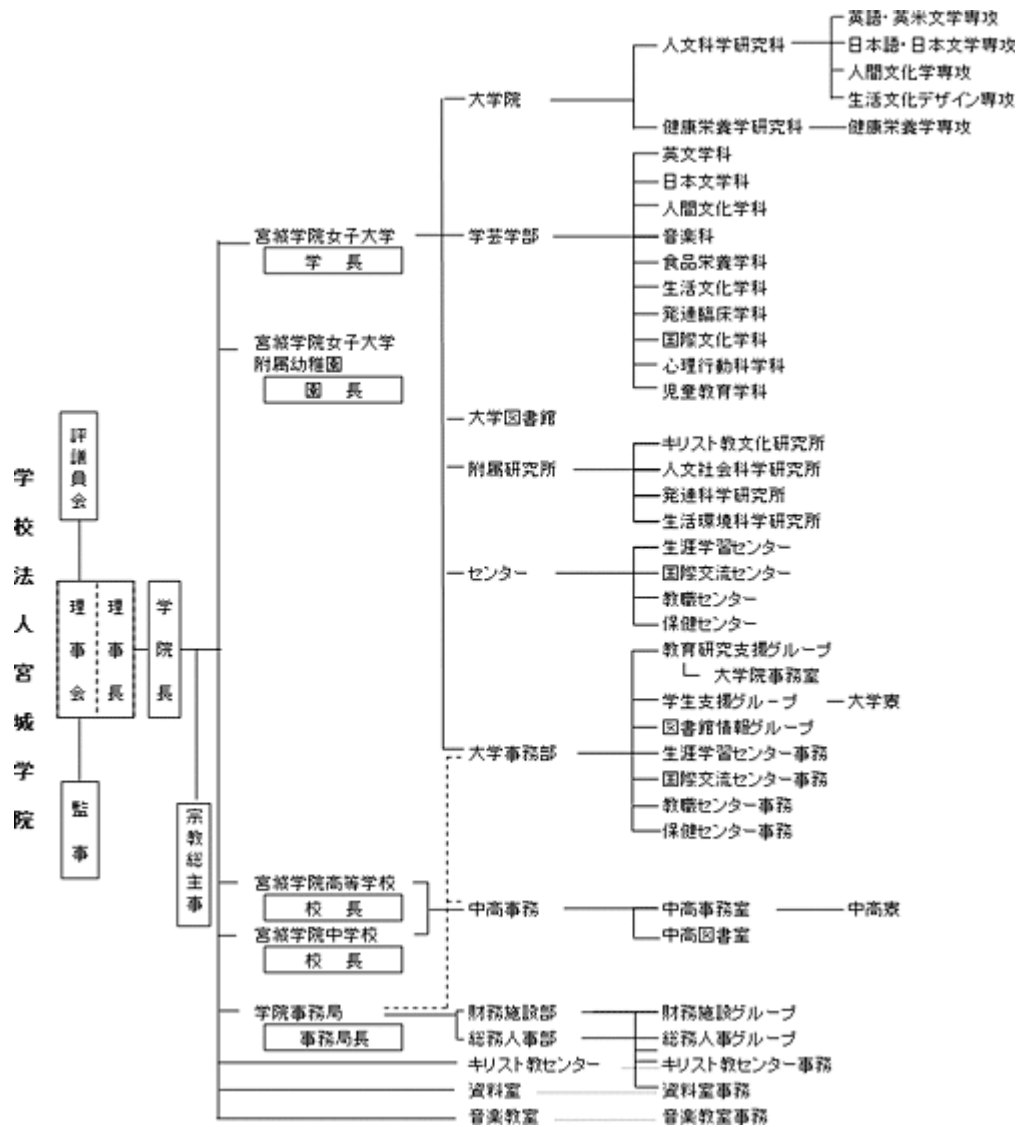 学校法人宮城学院
評議員会
理事会
理事長
監事
学院長
宗教総主事
宮城学院女子大学
学長
宮城学院女子大学
附属幼稚園
園長
宮城学院高等学校
校長
宮城学院中学校
校長
学院事務局
事務局長
大学院
学芸学部
大学図書館
附属研究所
センター
大学事務部
中高事務
財務施設部
総務人事部
キリスト教センター
資料室
音楽教室
人文科学研究科
健康栄養学研究科
英文学科
日本文学科
人間文化学科
音楽科
食品栄養学科
生活文化学科
発達臨床学科
国際文化学科
心理行動科学科
児童教育学科
キリスト教文化研究所
人文社会科学研究所
発達科学研究所
生活環境科学研究所
生涯学習センター
国際交流センター
教職センター
保健センター
教育研究支援グループ
大学院事務室
学生支援グループ
大学寮
図書館情報グループ
生涯学習センター事務
国際交流センター事務
教職センター事務
保健センター事務
中高事務室
中高寮
中高図書室
財務施設グループ
総務人事グループ
キリスト教センター事務
資料室事務
音楽教室事務
英語・英米文学専攻
日本語・日本文学専攻
人間文化学専攻
生活文化デザイン専攻
健康栄養学専攻